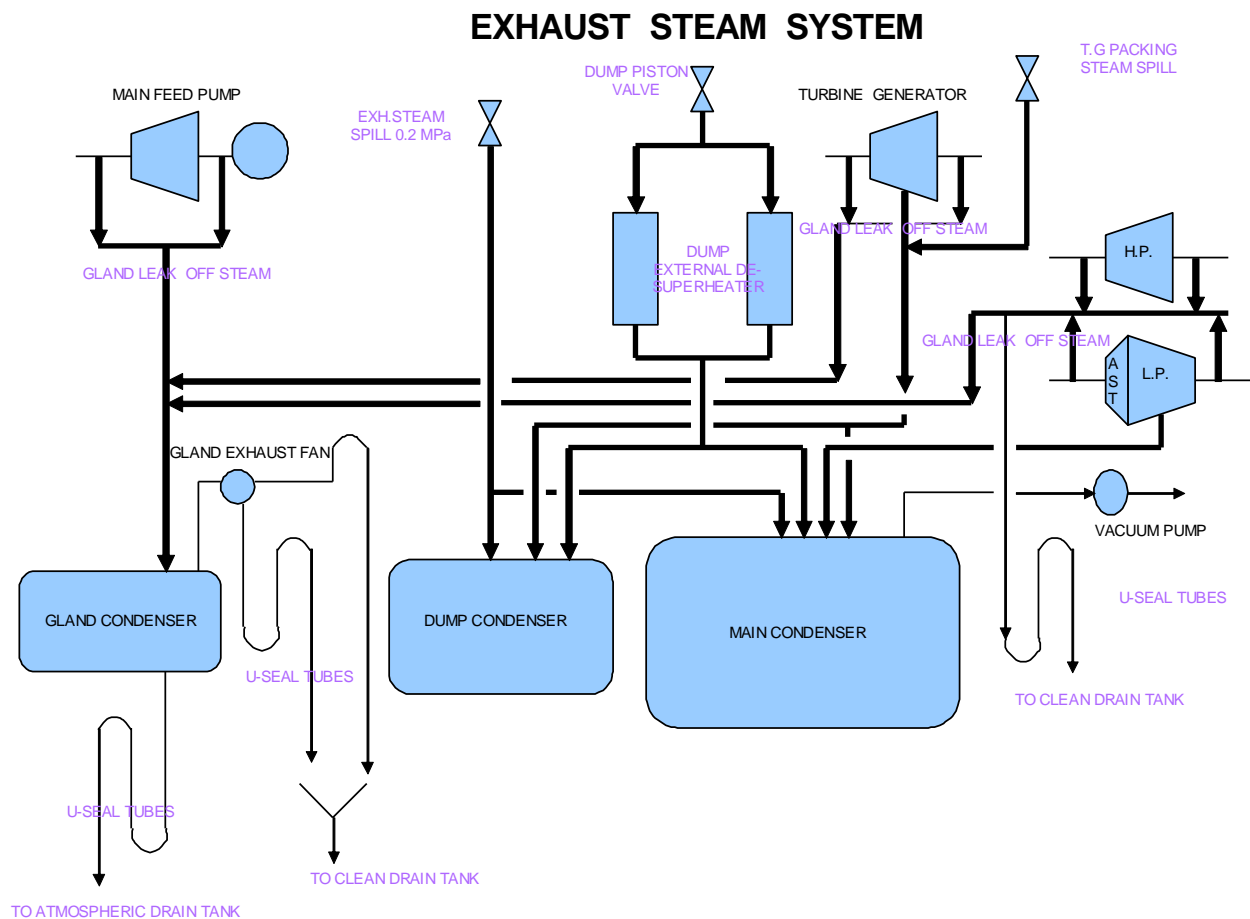 EXHAUST STEAM SYSTEM
T.G PACKING
STEAM SPILL
DUMP PISTON
VALVE
MAIN FEED PUMP
TURBINE GENERATOR
EXH.STEAM
SPILL 0.2 MPa
GLAND LEAK OFF STEAM
DUMP
EXTERNAL DE-
SUPERHEATER
H.P.
GLAND LEAK OFF STEAM
GLAND LEAK OFF STEAM
A
S
T
L.P.
GLAND EXHAUST FAN
VACUUM PUMP
U-SEAL TUBES
GLAND CONDENSER
DUMP CONDENSER
MAIN CONDENSER
U-SEAL TUBES
TO CLEAN DRAIN TANK
U-SEAL TUBES
TO CLEAN DRAIN TANK
TO ATMOSPHERIC DRAIN TANK